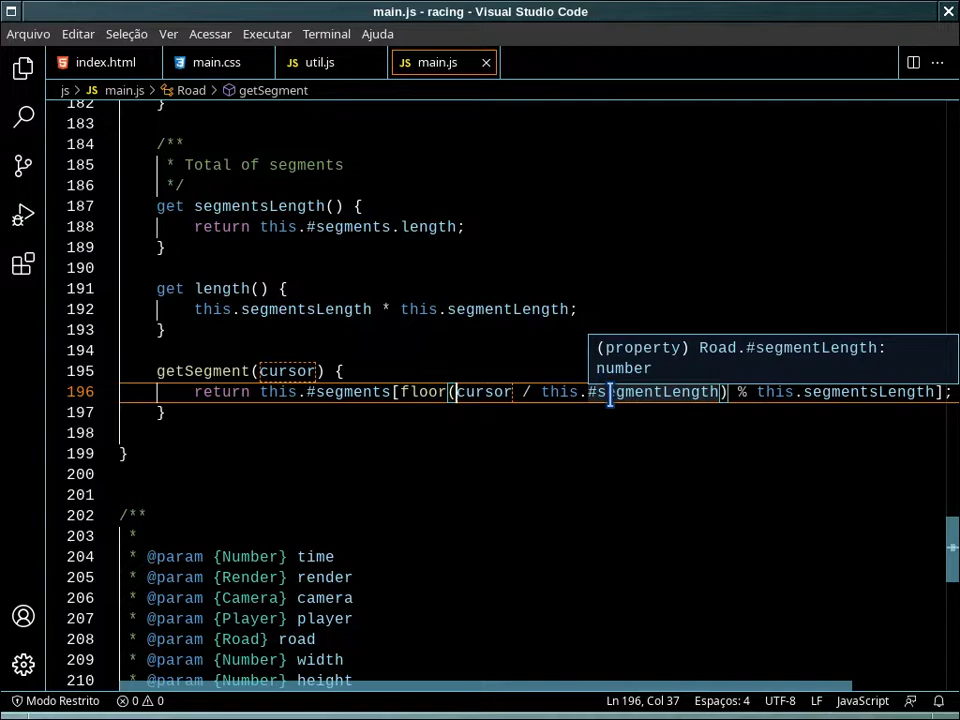 main.js - racing - Visual Studio Code
Arquivo Editar Seleção Ver Acessar Executar Terminal Ajuda
index.html main.css JS util.js JS main.js
js > JS main.js > Road > getSegment
182 }
183
184 /**
185 * Total of segments
186 */
187 get segmentsLength() {
188 return this.#segments.length;
189 }
190
191 get length() {
192 this.segmentsLength * this.segmentLength;
193 }
(property) Road.#segmentLength:
number
194
195 getSegment(cursor) {
196 return this.#segments[floor(cursor / this.#segmentLength) % this.segmentsLength];
197 }
198
199 }
200
201
202 /**
203 *
204 * @param {Number} time
205 * @param {Render} render
206 * @param {Camera} camera
207 * @param {Player} player
208 * @param {Road} road
209 * @param {Number} width
210 * @param {Number} height
Modo Restrito 0 0 Ln 196, Col 37 Espaços: 4 UTF-8 LF JavaScript